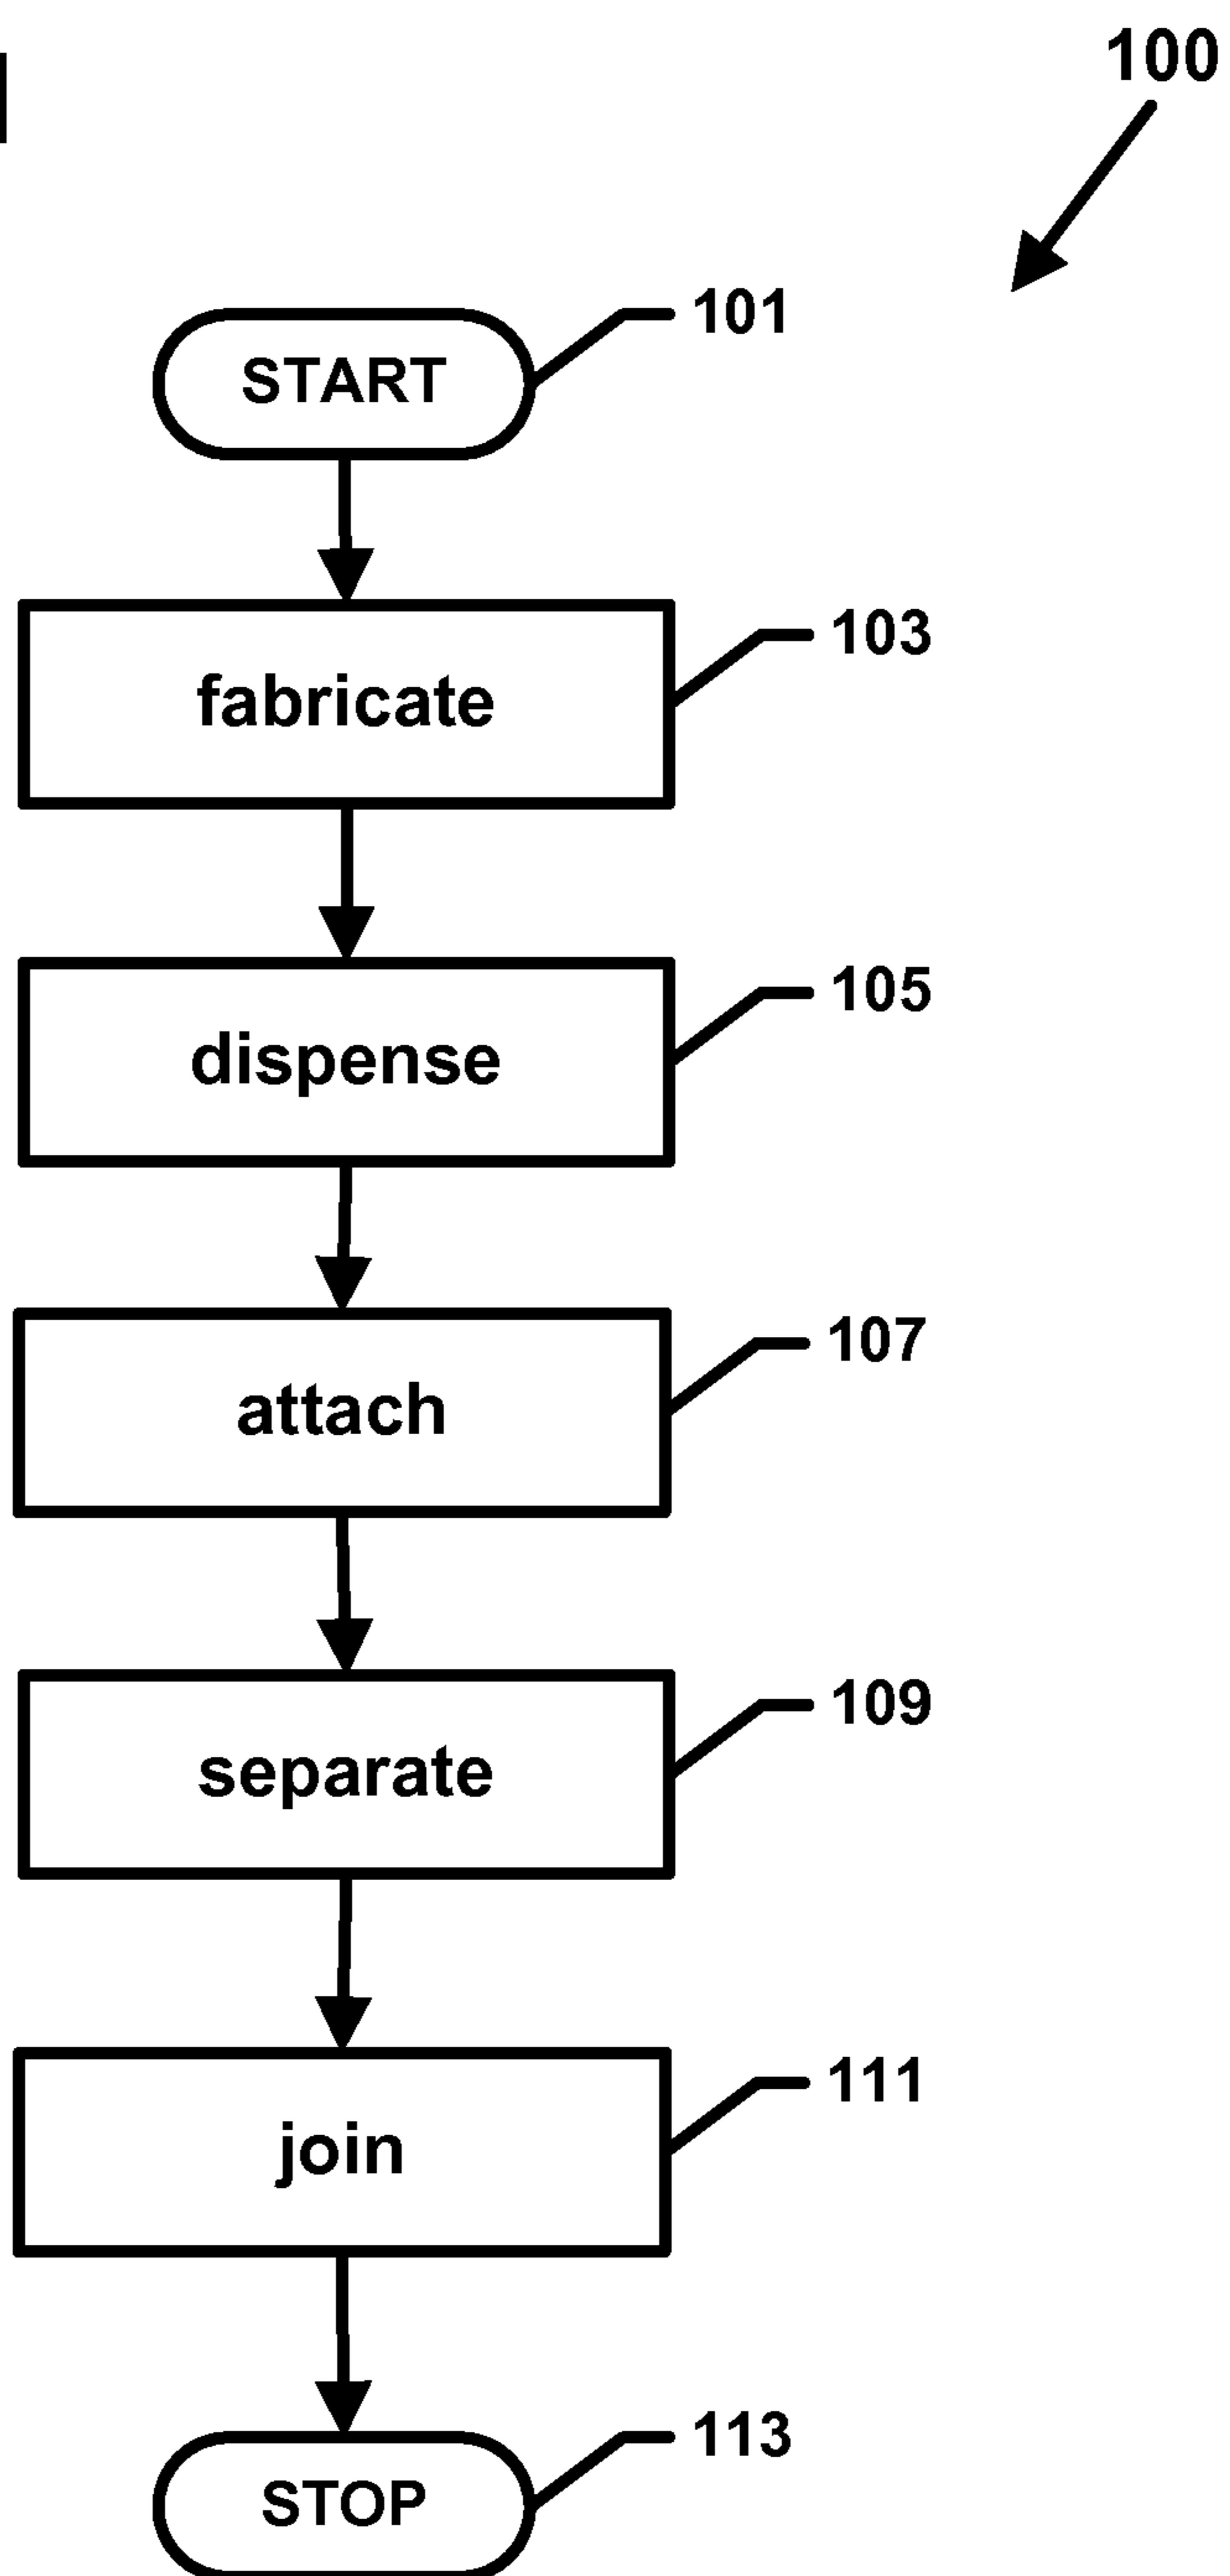 100
101
START
103
fabricate
105
dispense
107
attach
109
separate
111
join
113
STOP